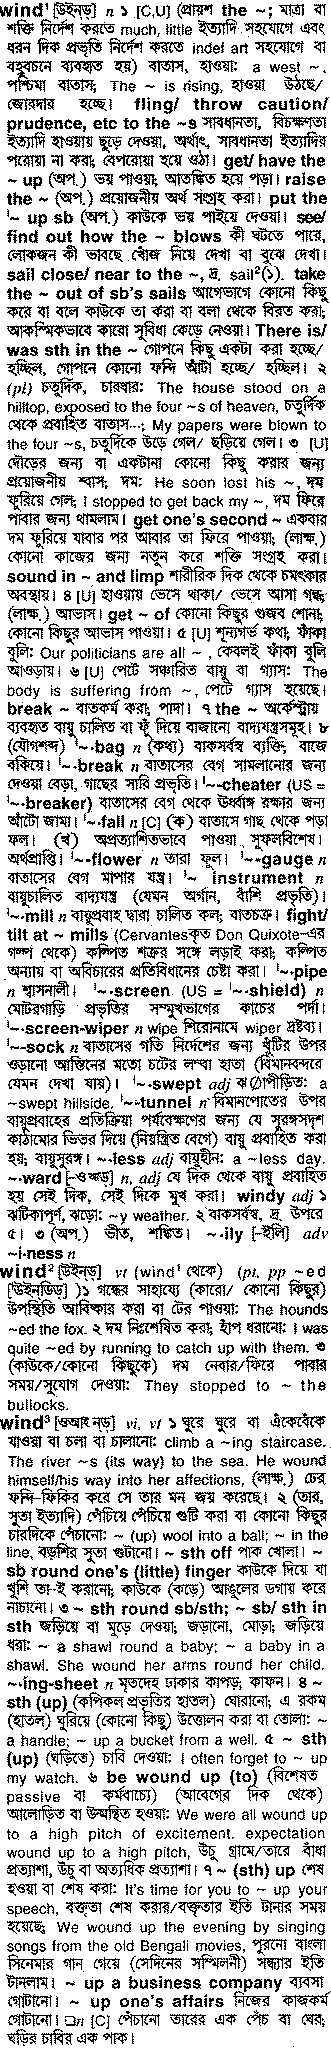 wind¹ [উইন্‌ড্] n ১ [C,U] (প্রায়শ the ~; মাত্রা বা
শক্তি নির্দেশ করতে much, little ইত্যাদি সহযোগে এবং
ধরন দিক প্রভৃতি নির্দেশ করতে indef art সহযোগে বা
বহুবচনে ব্যবহৃত হয়) বাতাস, হাওয়া: a west ~,
পশ্চিমা বাতাস; The ~ is rising, হাওয়া উঠছে/
জোরদার হচ্ছে। fling/ throw caution/
prudence, etc to the ~s সাবধানতা, বিচক্ষণতা
ইত্যাদি হাওয়ায় ছুড়ে দেওয়া, অর্থাৎ, সাবধানতা ইত্যাদির
পরোয়া না করা, বেপরোয়া হয়ে ওঠা। get/ have the
~ up (অপ.) ভয় পাওয়া; আতঙ্কিত হয়ে পড়া। raise
the ~ (অপ.) প্রয়োজনীয় অর্থ সংগ্রহ করা। put the
'~ up sb (অপ.) কাউকে ভয় পাইয়ে দেওয়া। see/
find out how the ~ blows কী ঘটতে পারে,
লোকজন কী ভাবছে খোঁজ নিয়ে দেখা বা বুঝে দেখা।
sail close/ near to the ~, দ্র. sail²(১). take
the ~ out of sb's sails আগেভাগে কোনো কিছু
করে বা বলে কাউকে তা করা বা বলা থেকে বিরত করা;
আকস্মিকভাবে কারো সুবিধা কেড়ে নেওয়া। There is/
was sth in the ~ গোপনে কিছু একটা করা হচ্ছে/
হচ্ছিল, গোপনে কোনো ফন্দি আঁটা হচ্ছে/ হচ্ছিল। ২
(pl) চতুর্দিক, চারধার: The house stood on a
hilltop, exposed to the four ~s of heaven, চতুর্দিক
থেকে প্রবাহিত বাতাস…; My papers were blown to
the four ~s, চতুর্দিকে উড়ে গেল/ ছড়িয়ে গেল। ৩ [U]
দৌড়ের জন্য বা একটানা কোনো কিছু করার জন্য
প্রয়োজনীয় শ্বাস; দম: He soon lost his ~, দম
ফুরিয়ে গেল; I stopped to get back my ~, দম ফিরে
পাবার জন্য থামলাম। get one's second ~ একবার
দম ফুরিয়ে যাবার পর আবার তা ফিরে পাওয়া; (লাক্ষ.)
কোনো কাজের জন্য নতুন করে শক্তি সংগ্রহ করা।
sound in ~ and limp শারীরিক দিক থেকে চমৎকার
অবস্থায়। ৪ [U] হাওয়ায় ভেসে থাকা/ ভেসে আসা গন্ধ;
(লাক্ষ.) আভাস। get ~ of কোনো কিছুর গুজব শোনা;
কোনো কিছুর আভাস পাওয়া। ৫ [U] শূন্যগর্ভ কথা, ফাঁকা
বুলি: Our politicians are all ~, কেবলই ফাঁকা বুলি
আওড়ায়। ৬ [U] পেটে সঞ্চারিত বায়ু বা গ্যাস: The
body is suffering from ~, পেটে গ্যাস হয়েছে।
break ~ বাতকর্ম করা; পাদা। ৭ the ~ অর্কেস্ট্রায়
ব্যবহৃত বায়ু চালিত বা ফুঁ দিয়ে বাজানো বাদ্যযন্ত্রসমূহ। ৮
(যৌগশব্দ) '~·bag n (কথ্য) বাকসর্বস্ব ব্যক্তি, বাজে
বকিয়ে। '~·break n বাতাসের বেগ সামলানোর জন্য
দেওয়া বেড়া, গাছের সারি প্রভৃতি। '~-cheater (US =
'~·breaker) বাতাসের বেগ থেকে ঊর্ধ্বাঙ্গ রক্ষার জন্য
আঁটো জামা। '~·fall n [C] (ক) বাতাসে গাছ থেকে পড়া
ফল। (খ) অপ্রত্যাশিতভাবে পাওয়া সুফলবিশেষ।
অর্থপ্রাপ্তি। '~-flower n তারা ফুল। '~-gauge n
বাতাসের বেগ মাপার যন্ত্র। '~ instrument n
বায়ুচালিত বাদ্যযন্ত্র (যেমন অর্গান, বাঁশি প্রভৃতি)।
'~·mill n বায়ুপ্রবাহ দ্বারা চালিত কল; বাতচক্র। fight/
tilt at ~ mills (Cervantesকৃত Don Quixote–এর
গল্প থেকে) কল্পিত শত্রুর সঙ্গে লড়াই করা; কল্পিত
অন্যায় বা অবিচারের প্রতিবিধানের চেষ্টা করা। '~·pipe
n শ্বাসনালী। '~·screen (US = '~·shield) n
মোটরগাড়ি প্রভৃতির সম্মুখভাগের কাচের পর্দা।
'~·screen-wiper n wipe শিরোনামে wiper দ্রষ্টব্য।
'~·sock n বাতাসের গতি নির্দেশের জন্য খুঁটির উপর
ওড়ানো আস্তিনের মতো চটের লম্বা হাতা (বিমানবন্দরে
যেমন দেখা যায়)। '~·swept adj ঝড়পীড়িত: a
~swept hillside. '~-tunnel n বিমানপোতের উপর
বায়ুপ্রবাহের প্রতিক্রিয়া পর্যবেক্ষণের জন্য যে সুরঙ্গসদৃশ
কাঠামোর ভিতর দিয়ে (নিয়ন্ত্রিত বেগে) বায়ু প্রবাহিত করা
হয়; বায়ুসুরঙ্গ। ~·less adj বায়ুহীন: a ~less day.
~·ward [–ওঅ্যড্] n, adj যে দিক থেকে বায়ু প্রবাহিত
হয় সেই দিক, সেই দিকে মুখ করা। windy adj ১
ঝটিকাপূর্ণ, ঝড়ো: ~y weather. ২ বাকসর্বস্ব, দ্র. উপরে
৫। ৩ (অপ.) ভীত, শঙ্কিত। ~·ily [–ইলি] adv
~i·ness n
wind² [উইন্‌ড্] vt (wind¹ থেকে) (pt, pp ~ed
[উইনডিড্] )১ গন্ধের সাহায্যে (কারো/ কোনো কিছুর)
উপস্থিতি আবিষ্কার করা বা টের পাওয়া: The hounds
~ed the fox. ২ দম নিঃশেষিত করা; হাঁপ ধরানো: I was
quite ~ed by running to catch up with them. ৩
(কাউকে/কোনো কিছুকে) দম নেবার/ফিরে পাবার
সময়/সুযোগ দেওয়া: They stopped to ~ the
bullocks.
wind³ [ওআইন্‌ড্] vi, vt ১ ঘুরে ঘুরে বা একেবেঁকে
যাওয়া বা চলা বা চালানো: climb a ~ing staircase.
The river ~s (its way) to the sea. He wound
himself/his way into her affections, (লাক্ষ.) ঢের
ফন্দি-ফিকির করে সে তার মন জয় করেছে। ২ (তার,
সুতা ইত্যাদি) পেঁচিয়ে পেঁচিয়ে গুটি করা বা কোনো কিছুর
চারদিকে পেঁচানো: ~ (up) wool into a ball; ~ in the
line, বড়শির সুতা গুটানো। ~ sth off পাক খোলা। ~
sb round one's (little) finger কাউকে দিয়ে যা
খুশি তা-ই করানো; কাউকে (কড়ে) আঙুলের ডগায় করে
নাচানো। ৩ ~ sth round sb/sth; ~ sb/ sth in
sth জড়িয়ে বা মুড়ে দেওয়া, জড়ানো, মোড়া; জড়িয়ে
ধরা: ~ a shawl round a baby; ~ a baby in a
shawl. She wound her arms round her child.
~·ing-sheet n মৃতদেহ ঢাকার কাপড়; কাফন। ৪ ~
sth (up) (কপিকল প্রভৃতির হাতল) ঘোরানো; এ রকম
(হাতল) ঘুরিয়ে (কোনো কিছু) উত্তোলন করা বা তোলা: ~
a handle; ~ up a bucket from a well. ৫ ~ sth
(up) (ঘড়িতে) চাবি দেওয়া: I often forget to ~ up
my watch. ৬ be wound up (to) (বিশেষত
passive বা কর্মবাচ্যে) (আবেগের দিক থেকে)
আলোড়িত বা উন্মথিত হওয়া: We were all wound up
to a high pitch of excitement. expectation
wound up to a high pitch, উঁচু গ্রামে/তারে বাঁধা
প্রত্যাশা, উঁচু বা অত্যধিক প্রত্যাশা। ৭ ~ (sth) up শেষ
হওয়া বা শেষ করা: It's time for you to ~ up your
speech, বক্তৃতা শেষ করার/বক্তৃতার ইতি টানার সময়
হয়েছে; We wound up the evening by singing
songs from the old Bengali movies, পুরনো বাংলা
সিনেমার গান গেয়ে (সেদিনের সম্মিলনী) সন্ধ্যার ইতি
টানলাম। ~ up a business company ব্যবসা
গোটানো। ~ up one's affairs নিজের কাজকর্ম
গোটানো। □n [C] পেঁচানো তারের এক পেঁচ বা ঘের;
ঘড়ির চাবির এক পাক।